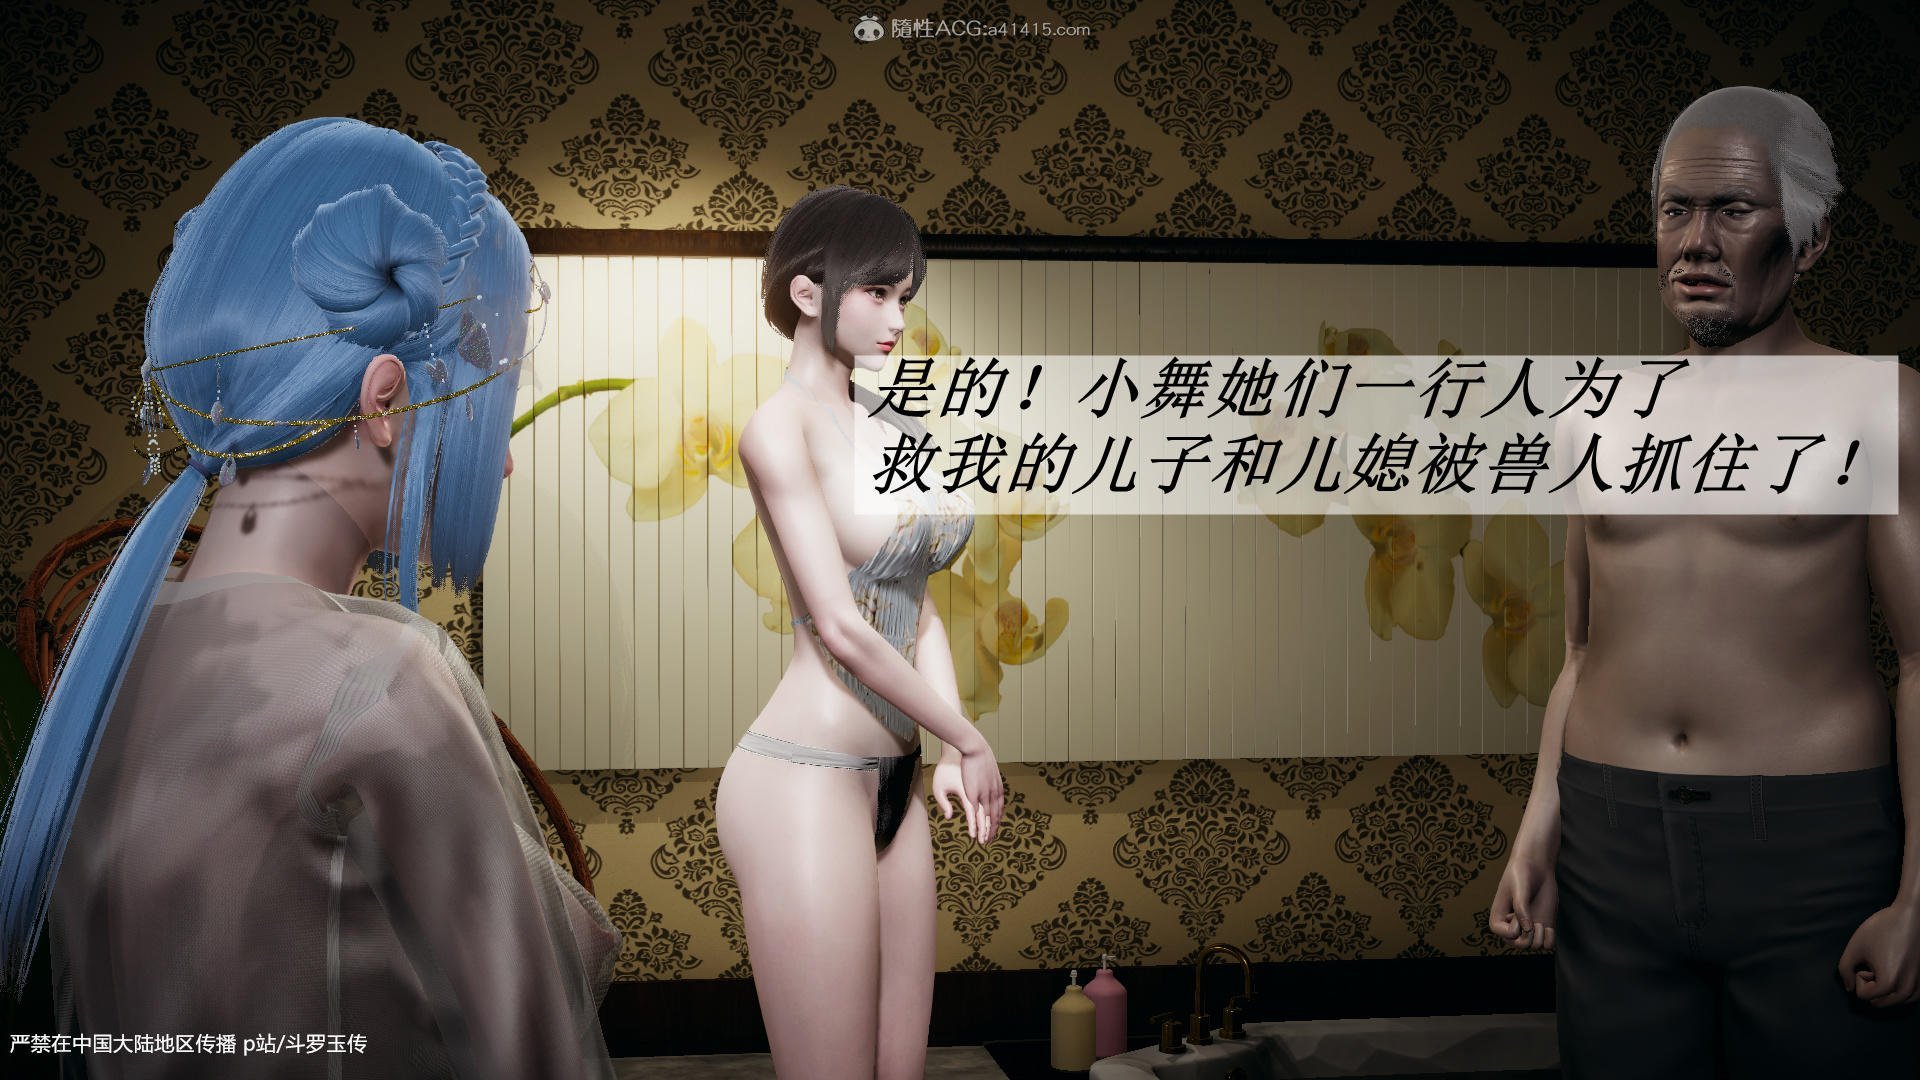 隨性ACG:a41415.com
是的！小舞她们一行人为了
救我的儿子和儿媳被兽人抓住了！
严禁在中国大陆地区传播 p站/斗罗玉传